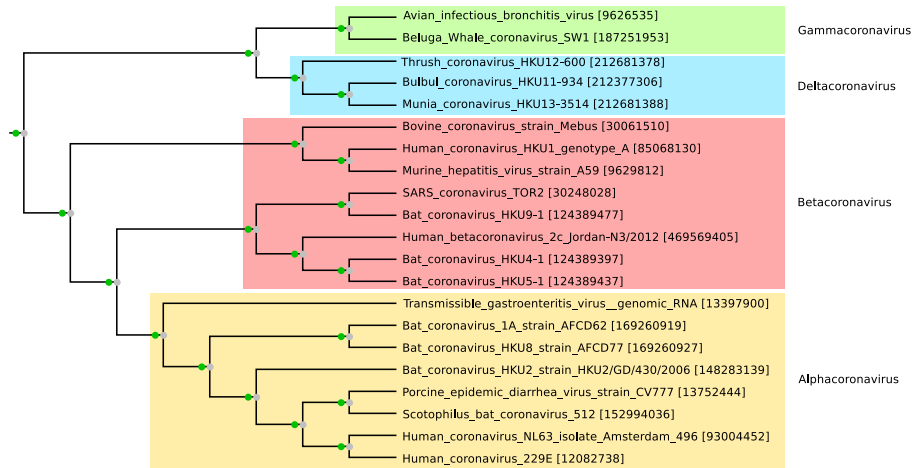 Avian_infectious_bronchitis_virus [9626535]
Beluga_Whale_coronavirus_SW1 [187251953]
Gammacoronavirus
Thrush_coronavirus_HKU12-600 [212681378]
Bulbul_coronavirus_HKU11-934 [212377306]
Munia_coronavirus_HKU13-3514 [212681388]
Deltacoronavirus
Bovine_coronavirus_strain_Mebus [30061510]
Human_coronavirus_HKU1_genotype_A [85068130]
Murine_hepatitis_virus_strain_A59 [9629812]
SARS_coronavirus_TOR2 [30248028]
Bat_coronavirus_HKU9-1 [124389477]
Human_betacoronavirus_2c_Jordan-N3/2012 [469569405]
Bat_coronavirus_HKU4-1 [124389397]
Bat_coronavirus_HKU5-1 [124389437]
Betacoronavirus
Transmissible_gastroenteritis_virus__genomic_RNA [13397900]
Bat_coronavirus_1A_strain_AFCD62 [169260919]
Bat_coronavirus_HKU8_strain_AFCD77 [169260927]
Bat_coronavirus_HKU2_strain_HKU2/GD/430/2006 [148283139]
Porcine_epidemic_diarrhea_virus_strain_CV777 [13752444]
Scotophilus_bat_coronavirus_512 [152994036]
Human_coronavirus_NL63_isolate_Amsterdam_496 [93004452]
Human_coronavirus_229E [12082738]
Alphacoronavirus